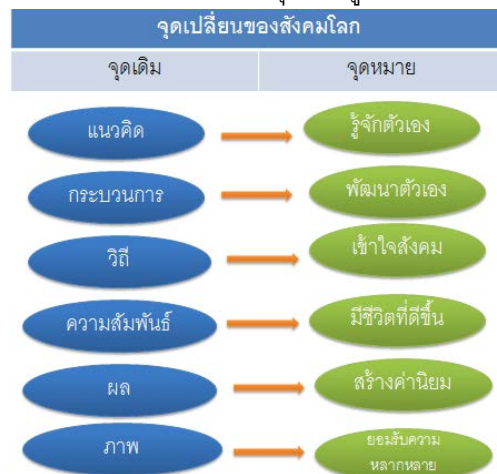 จุดเปลี่ยนของสังคมโลก
จุดเดิม
จุดหมาย
แนวคิด
รู้จักตัวเอง
กระบวนการ
พัฒนาตัวเอง
วิถี
เข้าใจสังคม
ความสัมพันธ์
มีชีวิตที่ดีขึ้น
ผล
สร้างค่านิยม
ภาพ
ยอมรับความ
หลากหลาย